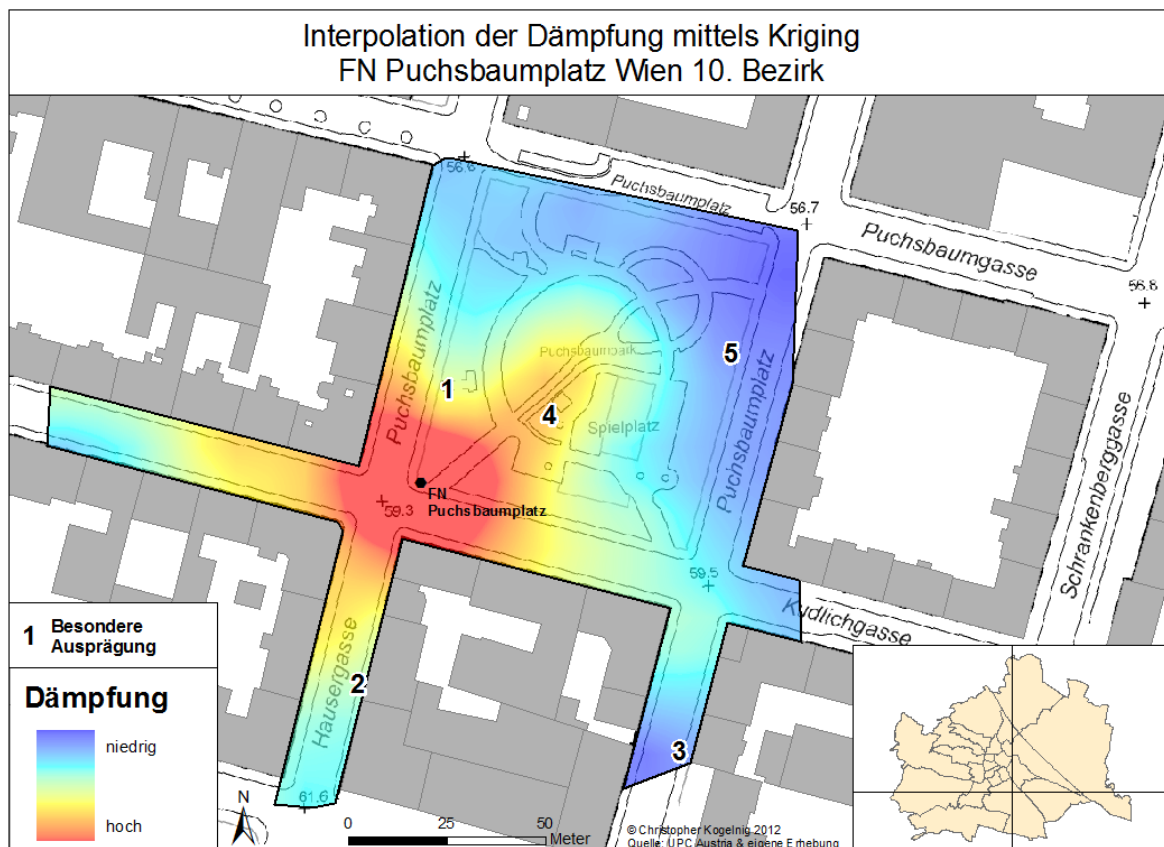 Interpolation der Dämpfung mittels Kriging
FN Puchsbaumplatz Wien 10. Bezirk
56.6
Puchsbaumplatz
56.7
Puchsbaumgasse
56.8
Puchsbaumplatz
Puchsbaumpark
5
1
4
Spielplatz
Puchsbaumplatz
Schrankenberggasse
FN
Puchsbaumplatz
59.3
59.5
Kudlichgasse
Hausergasse
2
3
61.6
1 Besondere
Ausprägung
Dämpfung
niedrig
hoch
N
0 25 50
Meter
© Christopher Kogelnig 2012
Quelle: UPC Austria & eigene Erhebung